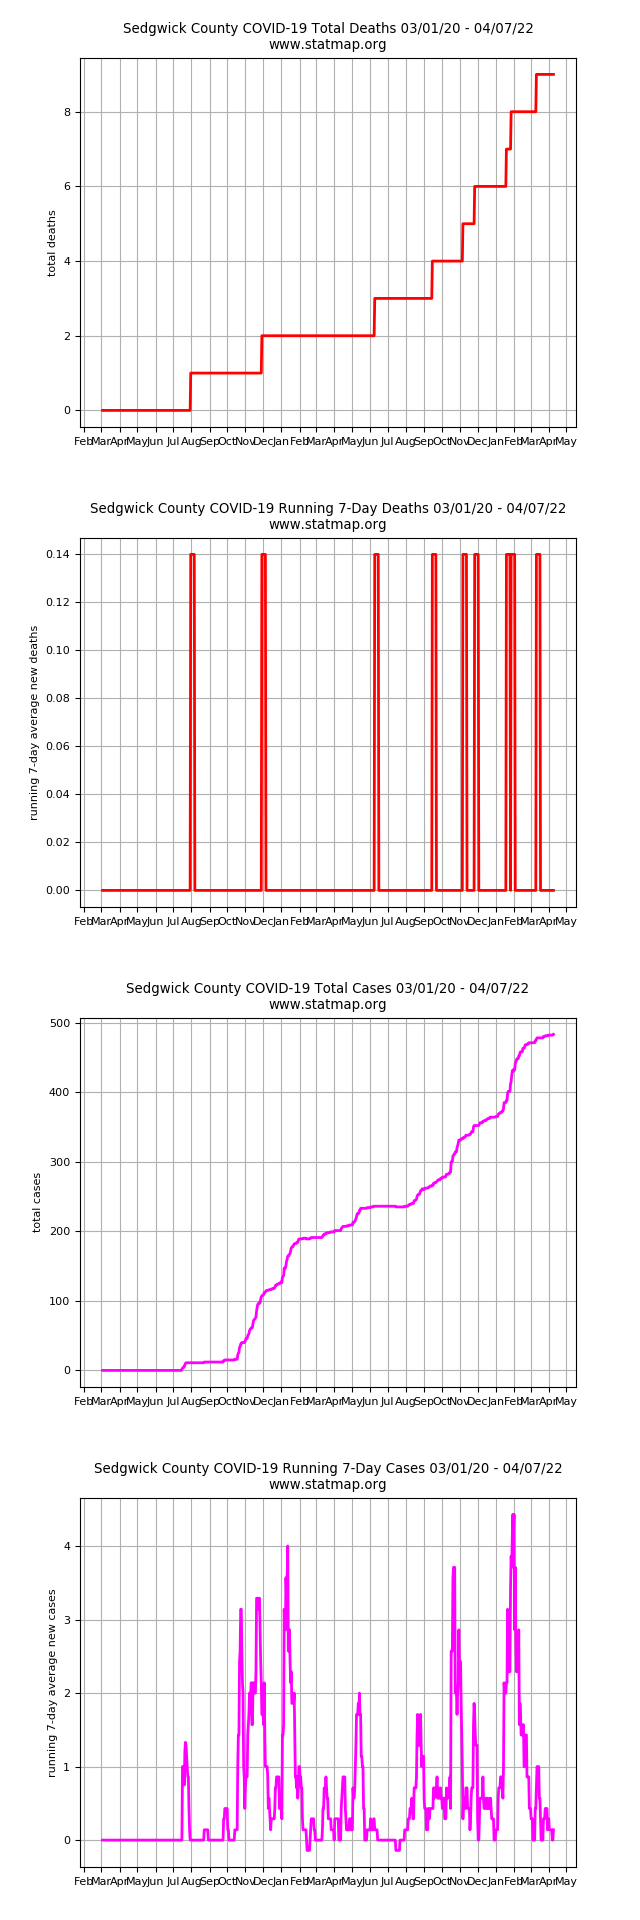 Sedgwick County COVID-19 Total Deaths 03/01/20 - 04/07/22
www.statmap.org
total deaths
8
6
4
2
0
Feb Mar Apr May Jun Jul Aug Sep Oct Nov Dec Jan Feb Mar Apr May Jun Jul Aug Sep Oct Nov Dec Jan Feb Mar Apr May
Sedgwick County COVID-19 Running 7-Day Deaths 03/01/20 - 04/07/22
www.statmap.org
running 7-day average new deaths
0.14
0.12
0.10
0.08
0.06
0.04
0.02
0.00
Feb Mar Apr May Jun Jul Aug Sep Oct Nov Dec Jan Feb Mar Apr May Jun Jul Aug Sep Oct Nov Dec Jan Feb Mar Apr May
Sedgwick County COVID-19 Total Cases 03/01/20 - 04/07/22
www.statmap.org
total cases
500
400
300
200
100
0
Feb Mar Apr May Jun Jul Aug Sep Oct Nov Dec Jan Feb Mar Apr May Jun Jul Aug Sep Oct Nov Dec Jan Feb Mar Apr May
Sedgwick County COVID-19 Running 7-Day Cases 03/01/20 - 04/07/22
www.statmap.org
running 7-day average new cases
4
3
2
1
0
Feb Mar Apr May Jun Jul Aug Sep Oct Nov Dec Jan Feb Mar Apr May Jun Jul Aug Sep Oct Nov Dec Jan Feb Mar Apr May